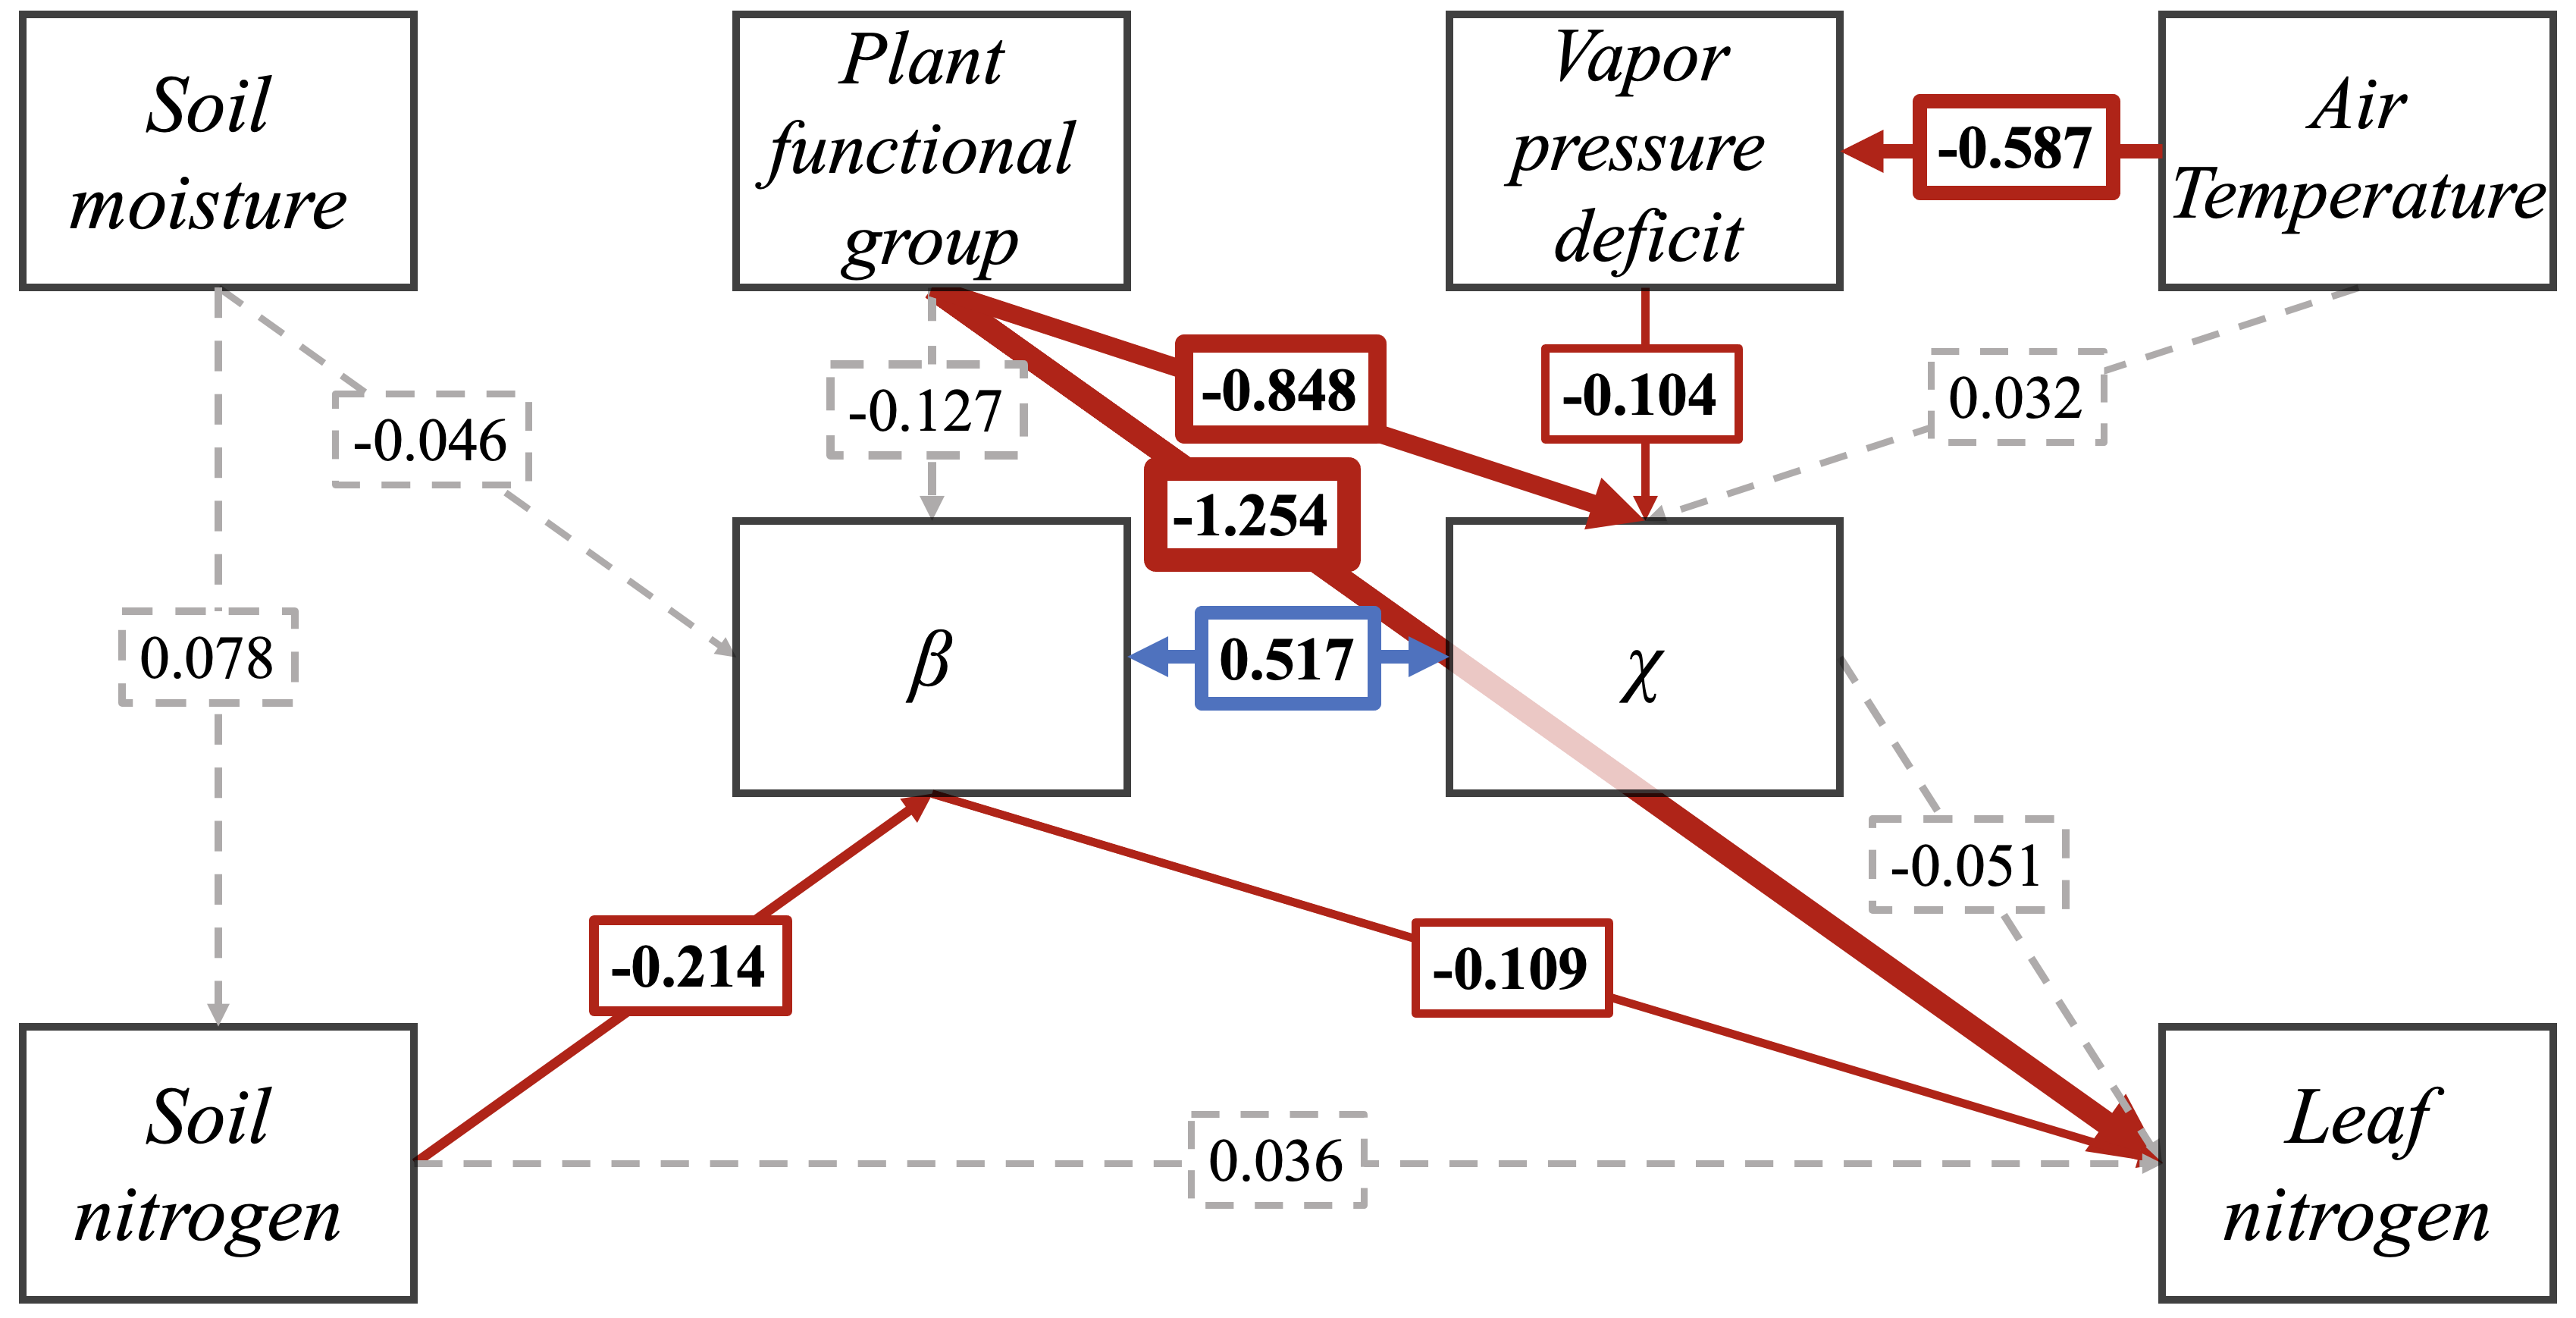 Soil
moisture
Plant
functional
group
Vapor
pressure
deficit
Air
Temperature
-0.587
-0.848
-0.104
0.032
-0.127
-0.046
-1.254
0.078
β
0.517
χ
-0.051
-0.214
-0.109
0.036
Soil
nitrogen
Leaf
nitrogen